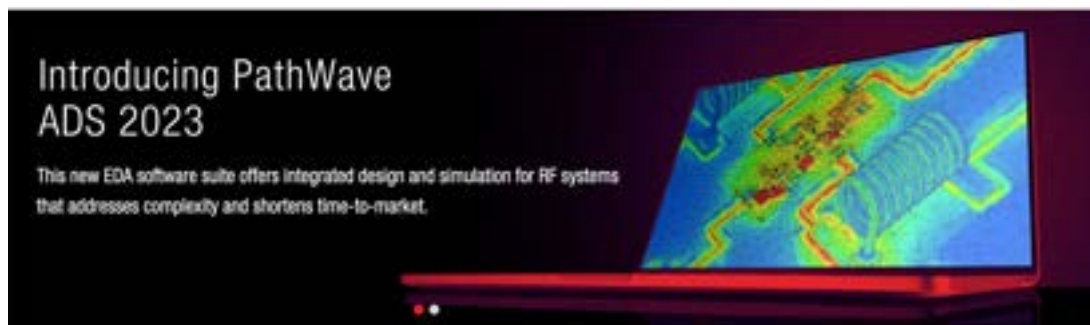 Introducing PathWave
ADS 2023
This new EDA software suite offers integrated design and simulation for RF systems
that addresses complexity and shortens time-to-market.